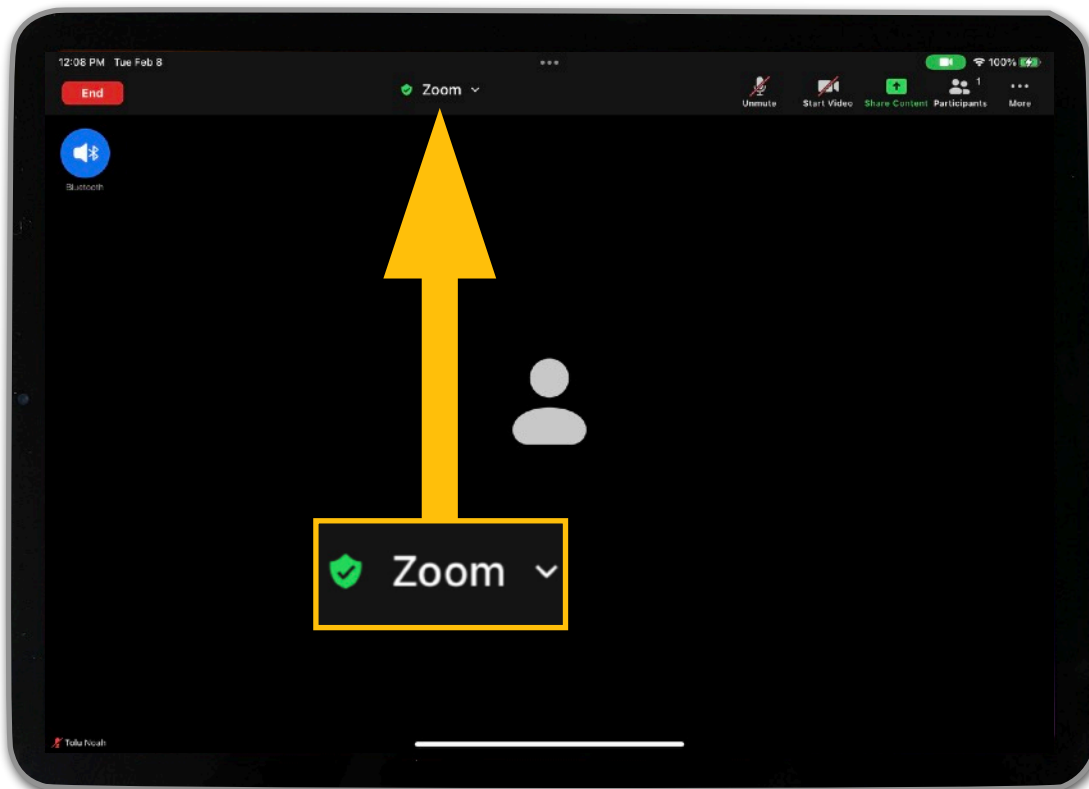 12:08 PM Tue Feb 8
100%
End
Zoom
Unmute
Start Video
Share Content
1
Participants
More
Bluetooth
Zoom
Tolu Noah